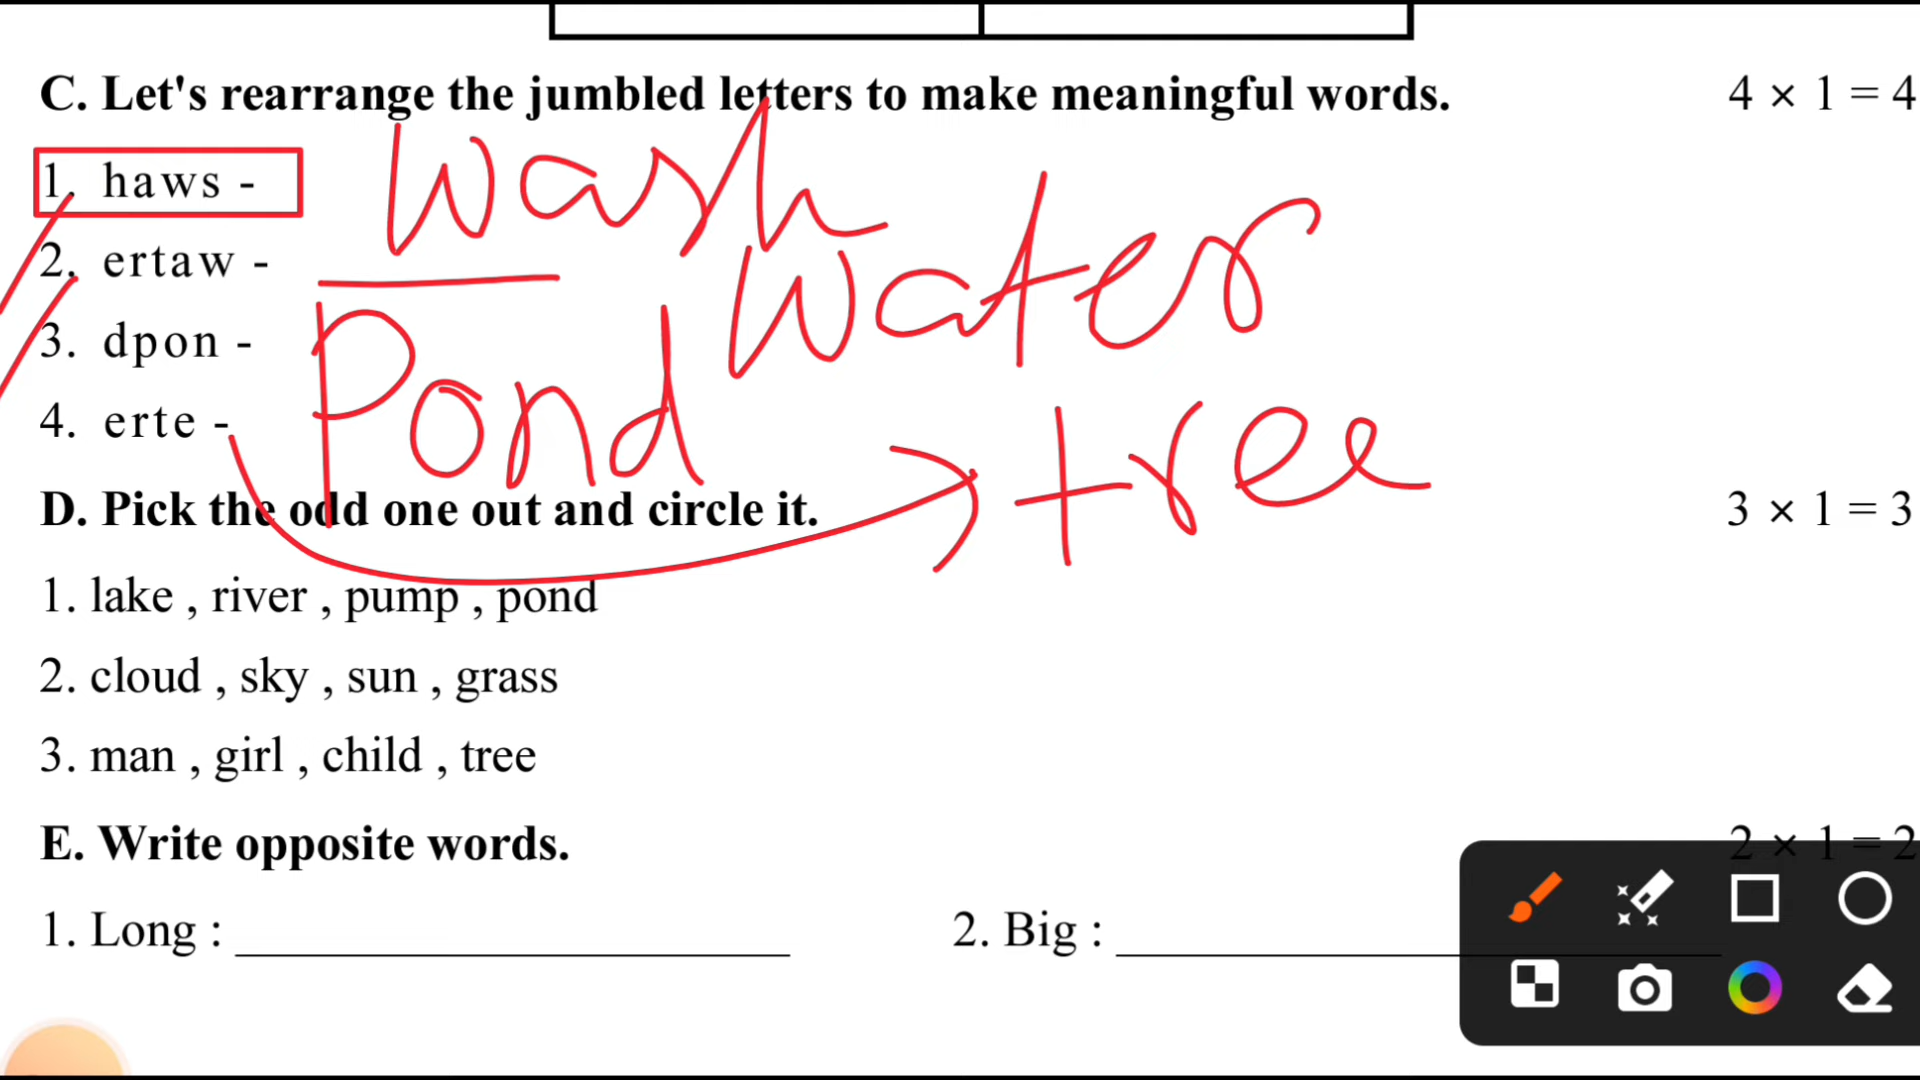 C. Let's rearrange the jumbled letters to make meaningful words. 4 × 1 = 4
1. haws - wash
2. ertaw - water
3. dpon - Pond
4. erte - tree
D. Pick the odd one out and circle it. 3 × 1 = 3
1. lake , river , pump , pond
2. cloud , sky , sun , grass
3. man , girl , child , tree
E. Write opposite words. 2 × 1 = 2
1. Long : 2. Big :